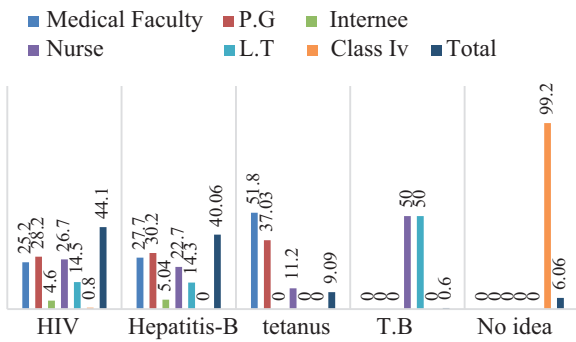 Medical Faculty P.G Internee
Nurse L.T Class Iv Total
25.2 28.2 4.6 26.7 14.5 0.8 44.1
27.7 30.2 5.04 22.7 14.3 0 40.06
51.8 37.03 0 11.2 0 0 9.09
0 0 0 50 50 0 0.6
0 0 0 0 0 99.2 6.06
HIV Hepatitis-B tetanus T.B No idea